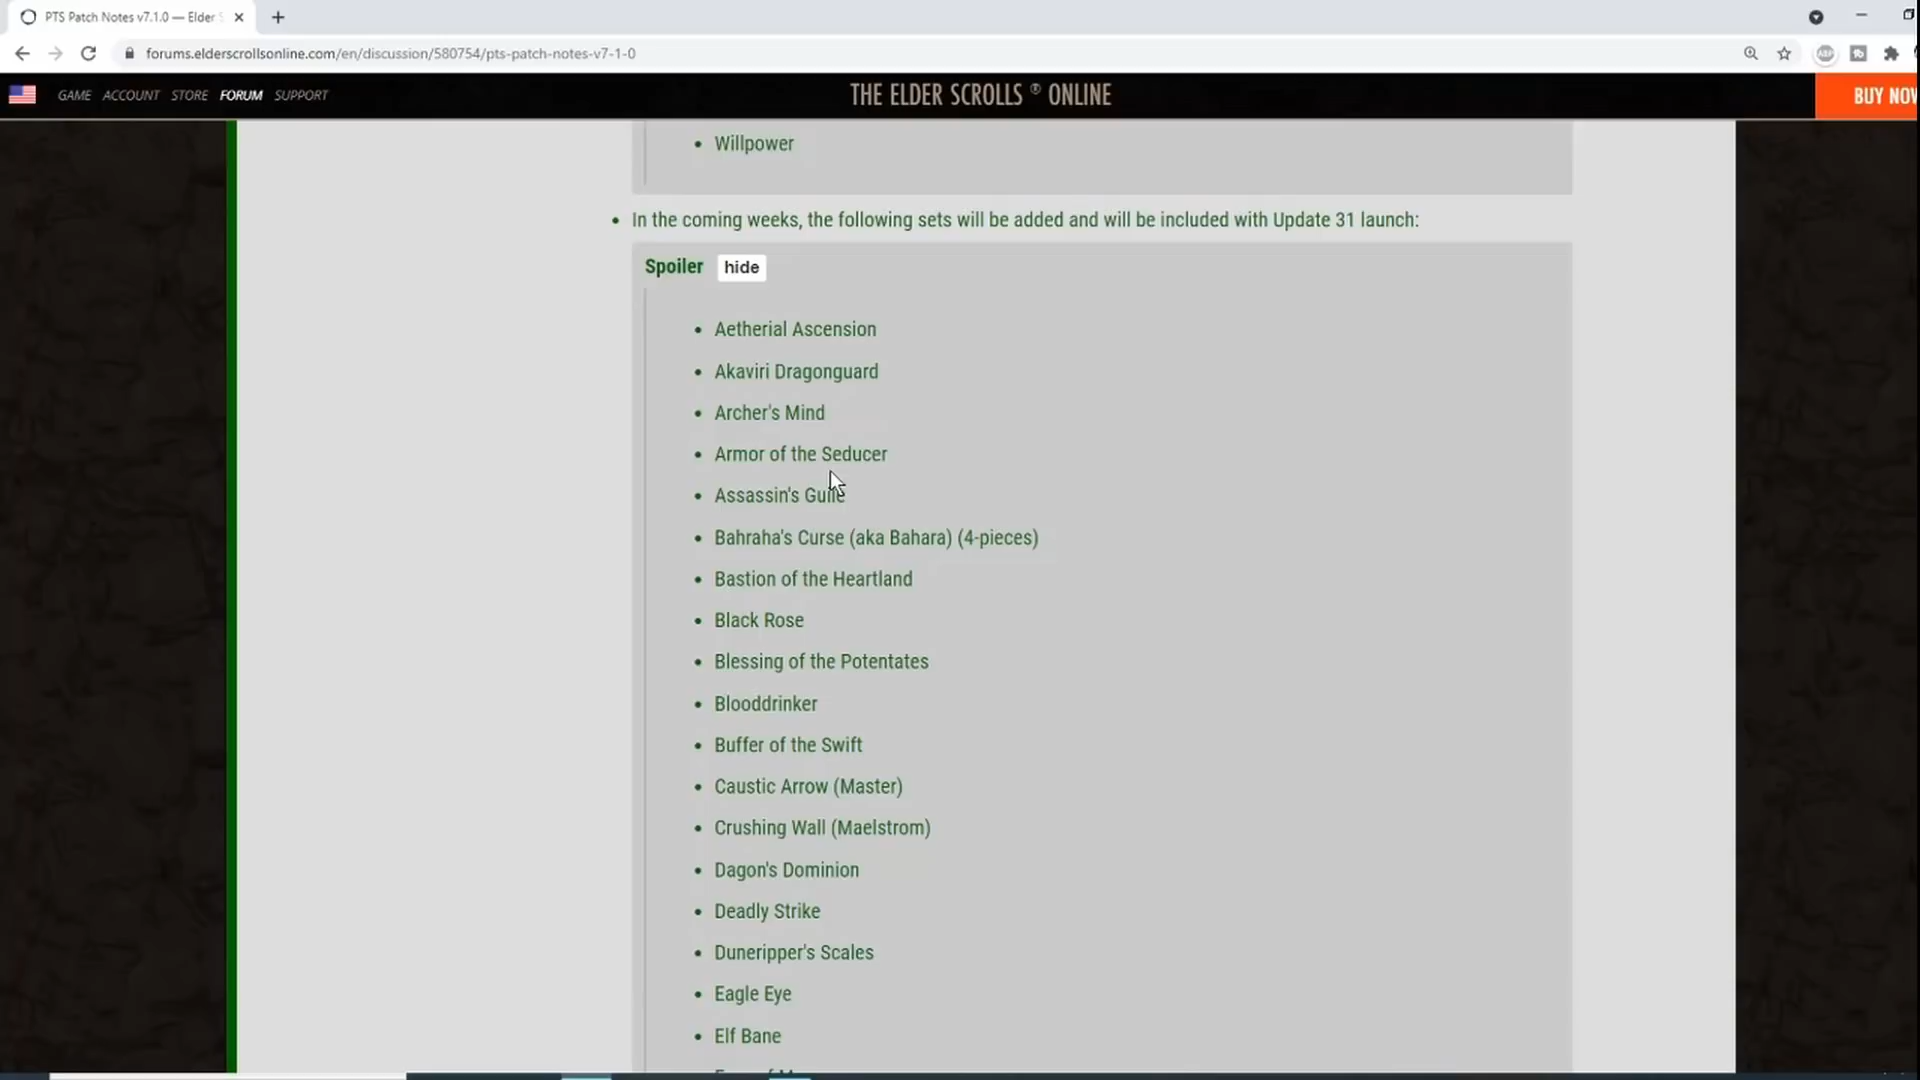 PTS Patch Notes v7.1.0 — Elder
forums.elderscrollsonline.com/en/discussion/580754/pts-patch-notes-v7-1-0
ABP
GAME ACCOUNT STORE FORUM SUPPORT
THE ELDER SCROLLS ® ONLINE
BUY NOW
Willpower
In the coming weeks, the following sets will be added and will be included with Update 31 launch:
Spoiler hide
Aetherial Ascension
Akaviri Dragonguard
Archer's Mind
Armor of the Seducer
Assassin's Guile
Bahraha's Curse (aka Bahara) (4-pieces)
Bastion of the Heartland
Black Rose
Blessing of the Potentates
Blooddrinker
Buffer of the Swift
Caustic Arrow (Master)
Crushing Wall (Maelstrom)
Dagon's Dominion
Deadly Strike
Duneripper's Scales
Eagle Eye
Elf Bane